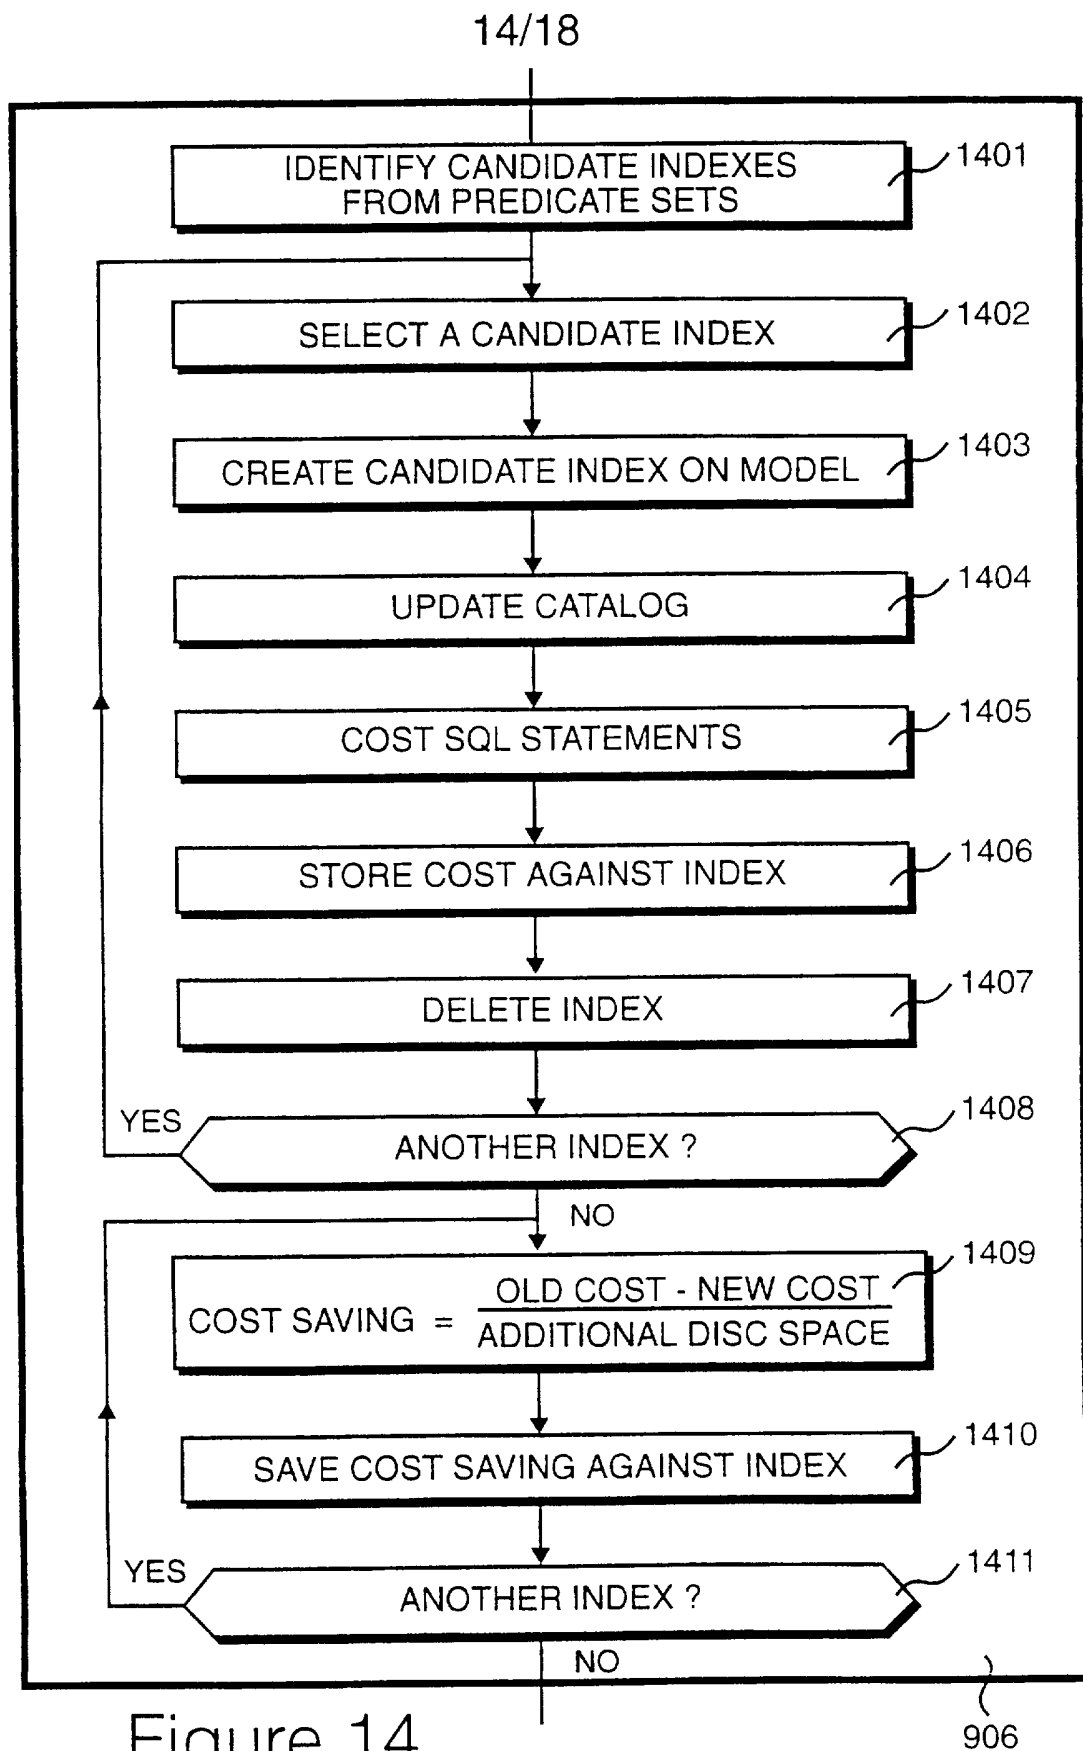 14/18
IDENTIFY CANDIDATE INDEXES
FROM PREDICATE SETS
1401
SELECT A CANDIDATE INDEX
1402
CREATE CANDIDATE INDEX ON MODEL
1403
UPDATE CATALOG
1404
COST SQL STATEMENTS
1405
STORE COST AGAINST INDEX
1406
DELETE INDEX
1407
YES
ANOTHER INDEX ?
1408
NO
COST SAVING = OLD COST - NEW COST
ADDITIONAL DISC SPACE
1409
SAVE COST SAVING AGAINST INDEX
1410
YES
ANOTHER INDEX ?
1411
NO
Figure 14
906